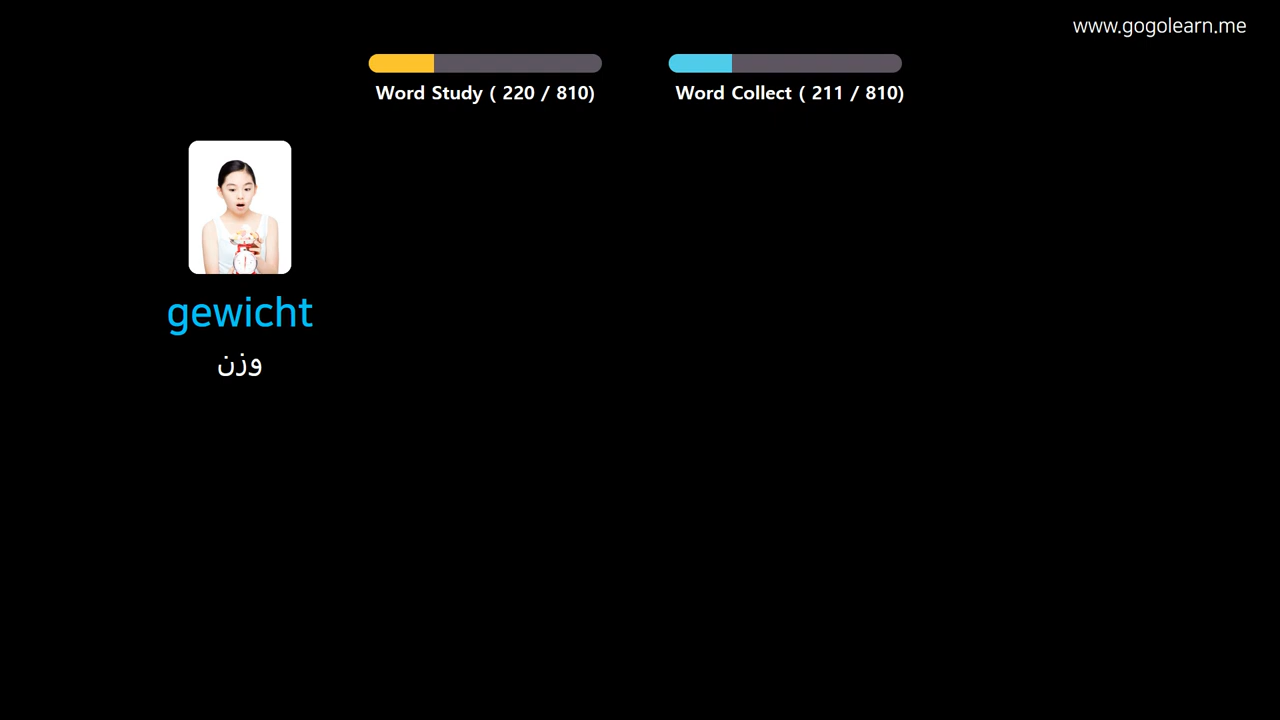 www.gogolearn.me
Word Study ( 220 / 810)
Word Collect ( 211 / 810)
gewicht
وزن